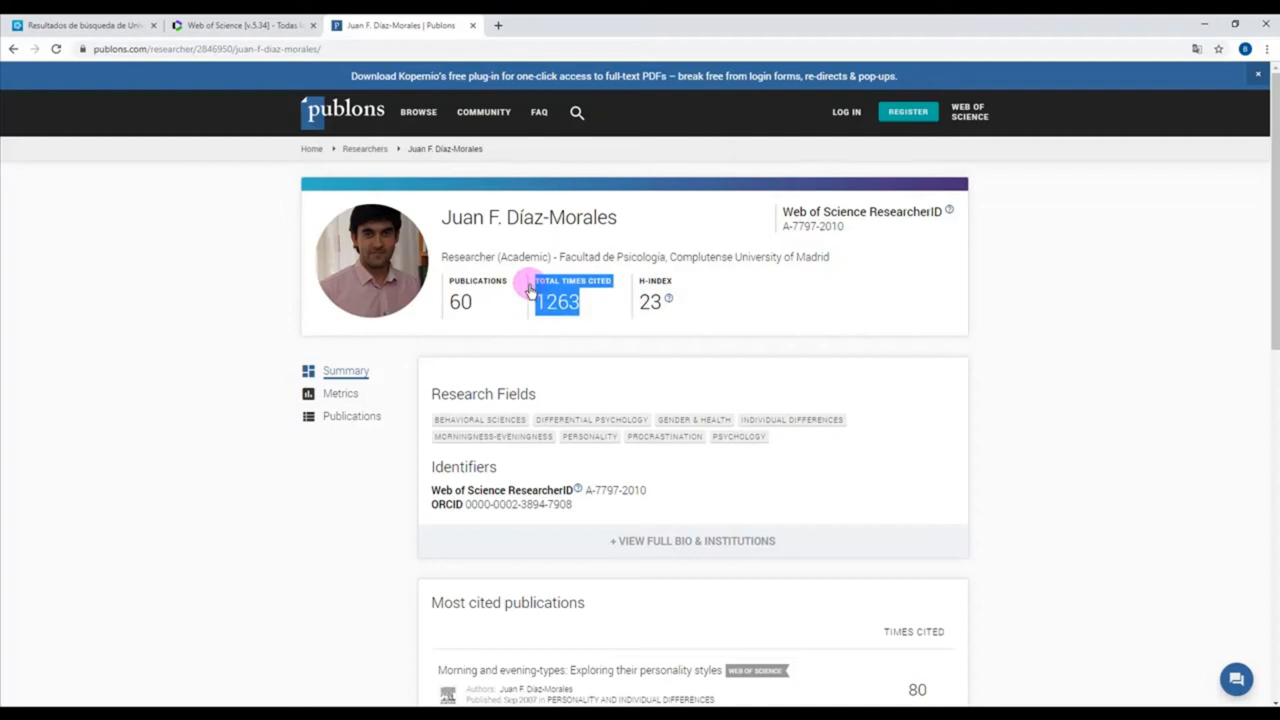 Resultados de búsqueda de Uni
Web of Science [v.5.34] - Todas l
Juan F. Díaz-Morales | Publons
publons.com/researcher/2846950/juan-f-diaz-morales/
B
Download Kopernio's free plug-in for one-click access to full-text PDFs – break free from login forms, re-directs & pop-ups.
publons
BROWSE
COMMUNITY
FAQ
LOG IN
REGISTER
WEB OF SCIENCE
Home
Researchers
Juan F. Díaz-Morales
Juan F. Díaz-Morales
Web of Science ResearcherID
A-7797-2010
Researcher (Academic) - Facultad de Psicología, Complutense University of Madrid
PUBLICATIONS
60
TOTAL TIMES CITED
1263
H-INDEX
23
Summary
Metrics
Publications
Research Fields
BEHAVIORAL SCIENCES DIFFERENTIAL PSYCHOLOGY GENDER & HEALTH INDIVIDUAL DIFFERENCES
MORNINGNESS-EVENINGNESS PERSONALITY PROCRASTINATION PSYCHOLOGY
Identifiers
Web of Science ResearcherID A-7797-2010
ORCID 0000-0002-3894-7908
+ VIEW FULL BIO & INSTITUTIONS
Most cited publications
TIMES CITED
Morning and evening-types: Exploring their personality styles WEB OF SCIENCE
Authors: Juan F. Díaz-Morales
Published: Sep 2007 in PERSONALITY AND INDIVIDUAL DIFFERENCES
80